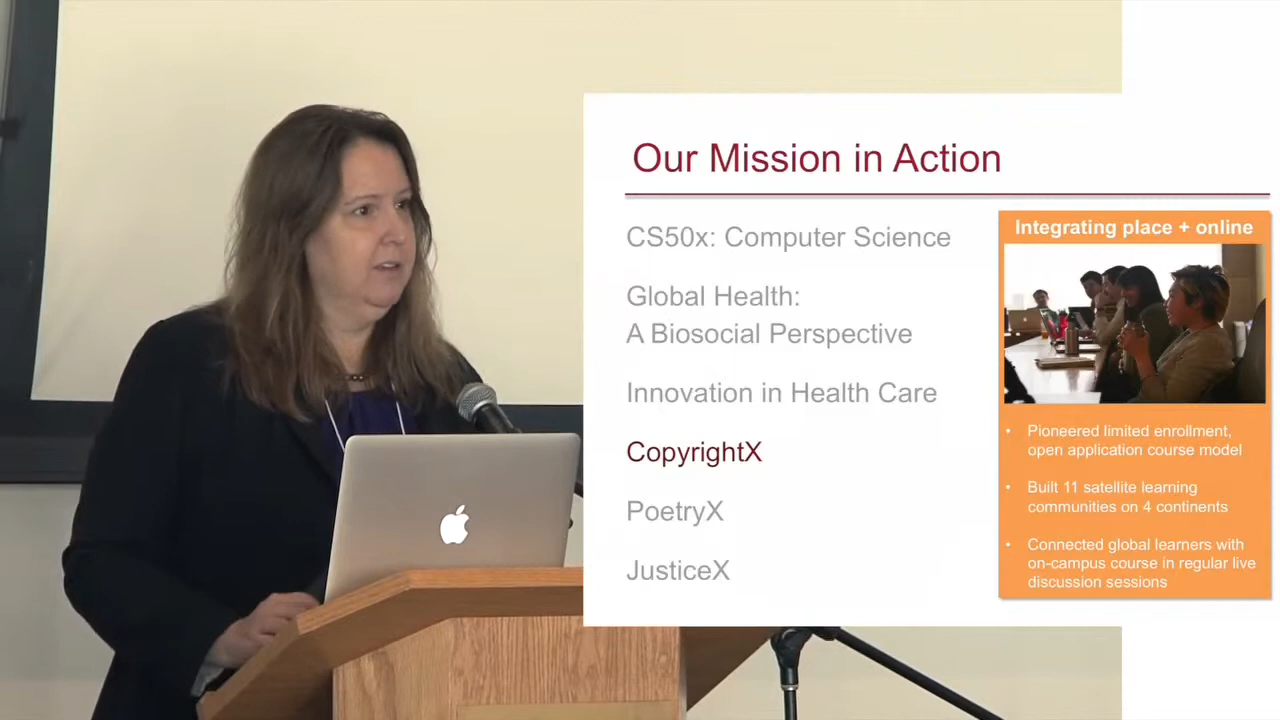 Our Mission in Action
CS50x: Computer Science
Global Health:
A Biosocial Perspective
Innovation in Health Care
CopyrightX
PoetryX
JusticeX
Integrating place + online
• Pioneered limited enrollment,
open application course model
• Built 11 satellite learning
communities on 4 continents
• Connected global learners with
on-campus course in regular live
discussion sessions